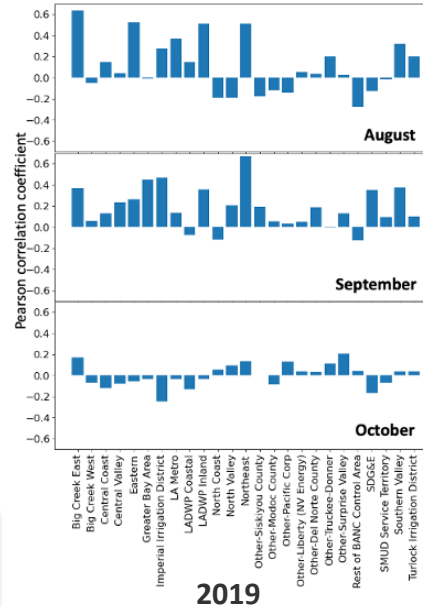 Pearson correlation coefficient
0.6
0.4
0.2
0.0
−0.2
−0.4
−0.6
August
0.6
0.4
0.2
0.0
−0.2
−0.4
−0.6
September
0.6
0.4
0.2
0.0
−0.2
−0.4
−0.6
October
Big Creek East
Big Creek West
Central Coast
Central Valley
Eastern
Greater Bay Area
Imperial Irrigation District
LA Metro
LADWP Coastal
LADWP Inland
North Coast
North Valley
Northeast
Other-Siskiyou County
Other-Modoc County
Other-Pacific Corp
Other-Liberty (NV Energy)
Other-Del Norte County
Other-Truckee-Donner
Other-Surprise Valley
Rest of BANC Control Area
SDG&E
SMUD Service Territory
Southern Valley
Turlock Irrigation District
2019